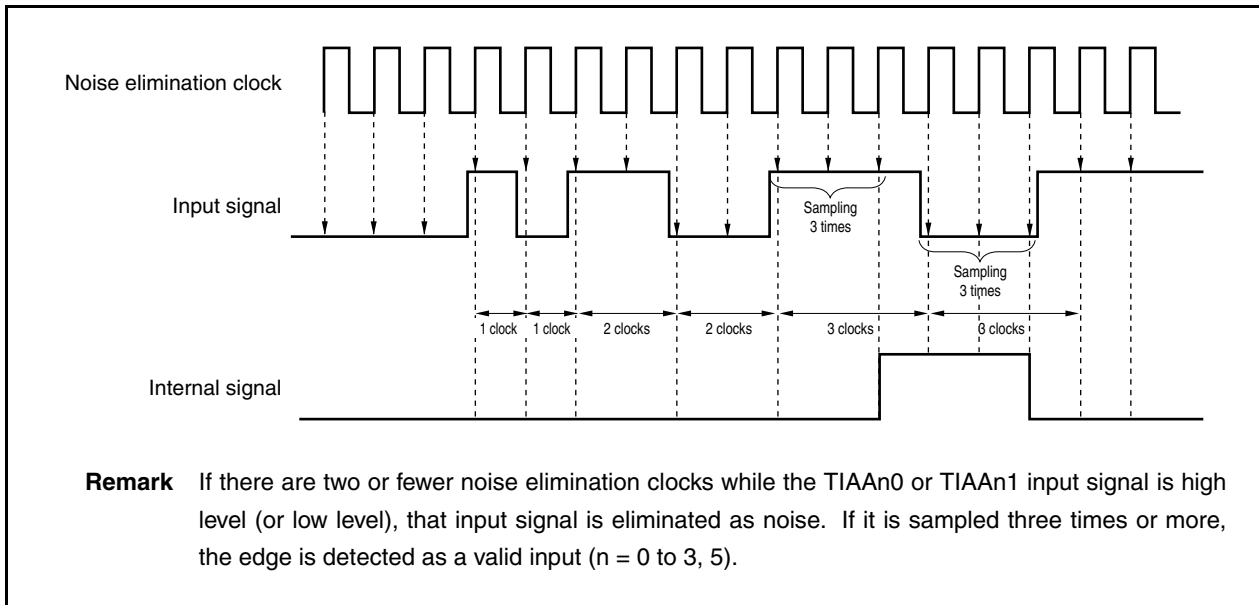 Noise elimination clock
Input signal
Sampling
3 times
Sampling
3 times
1 clock
1 clock
2 clocks
2 clocks
3 clocks
3 clocks
Internal signal
Remark If there are two or fewer noise elimination clocks while the TIAAn0 or TIAAn1 input signal is high
level (or low level), that input signal is eliminated as noise. If it is sampled three times or more,
the edge is detected as a valid input (n = 0 to 3, 5).